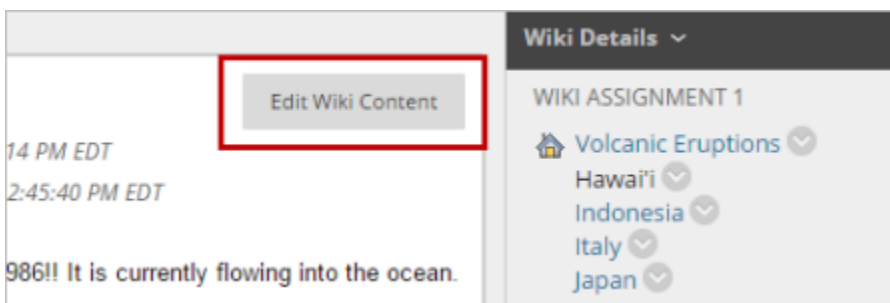 Edit Wiki Content
14 PM EDT
2:45:40 PM EDT
986!! It is currently flowing into the ocean.
Wiki Details
WIKI ASSIGNMENT 1
Volcanic Eruptions
Hawai'i
Indonesia
Italy
Japan